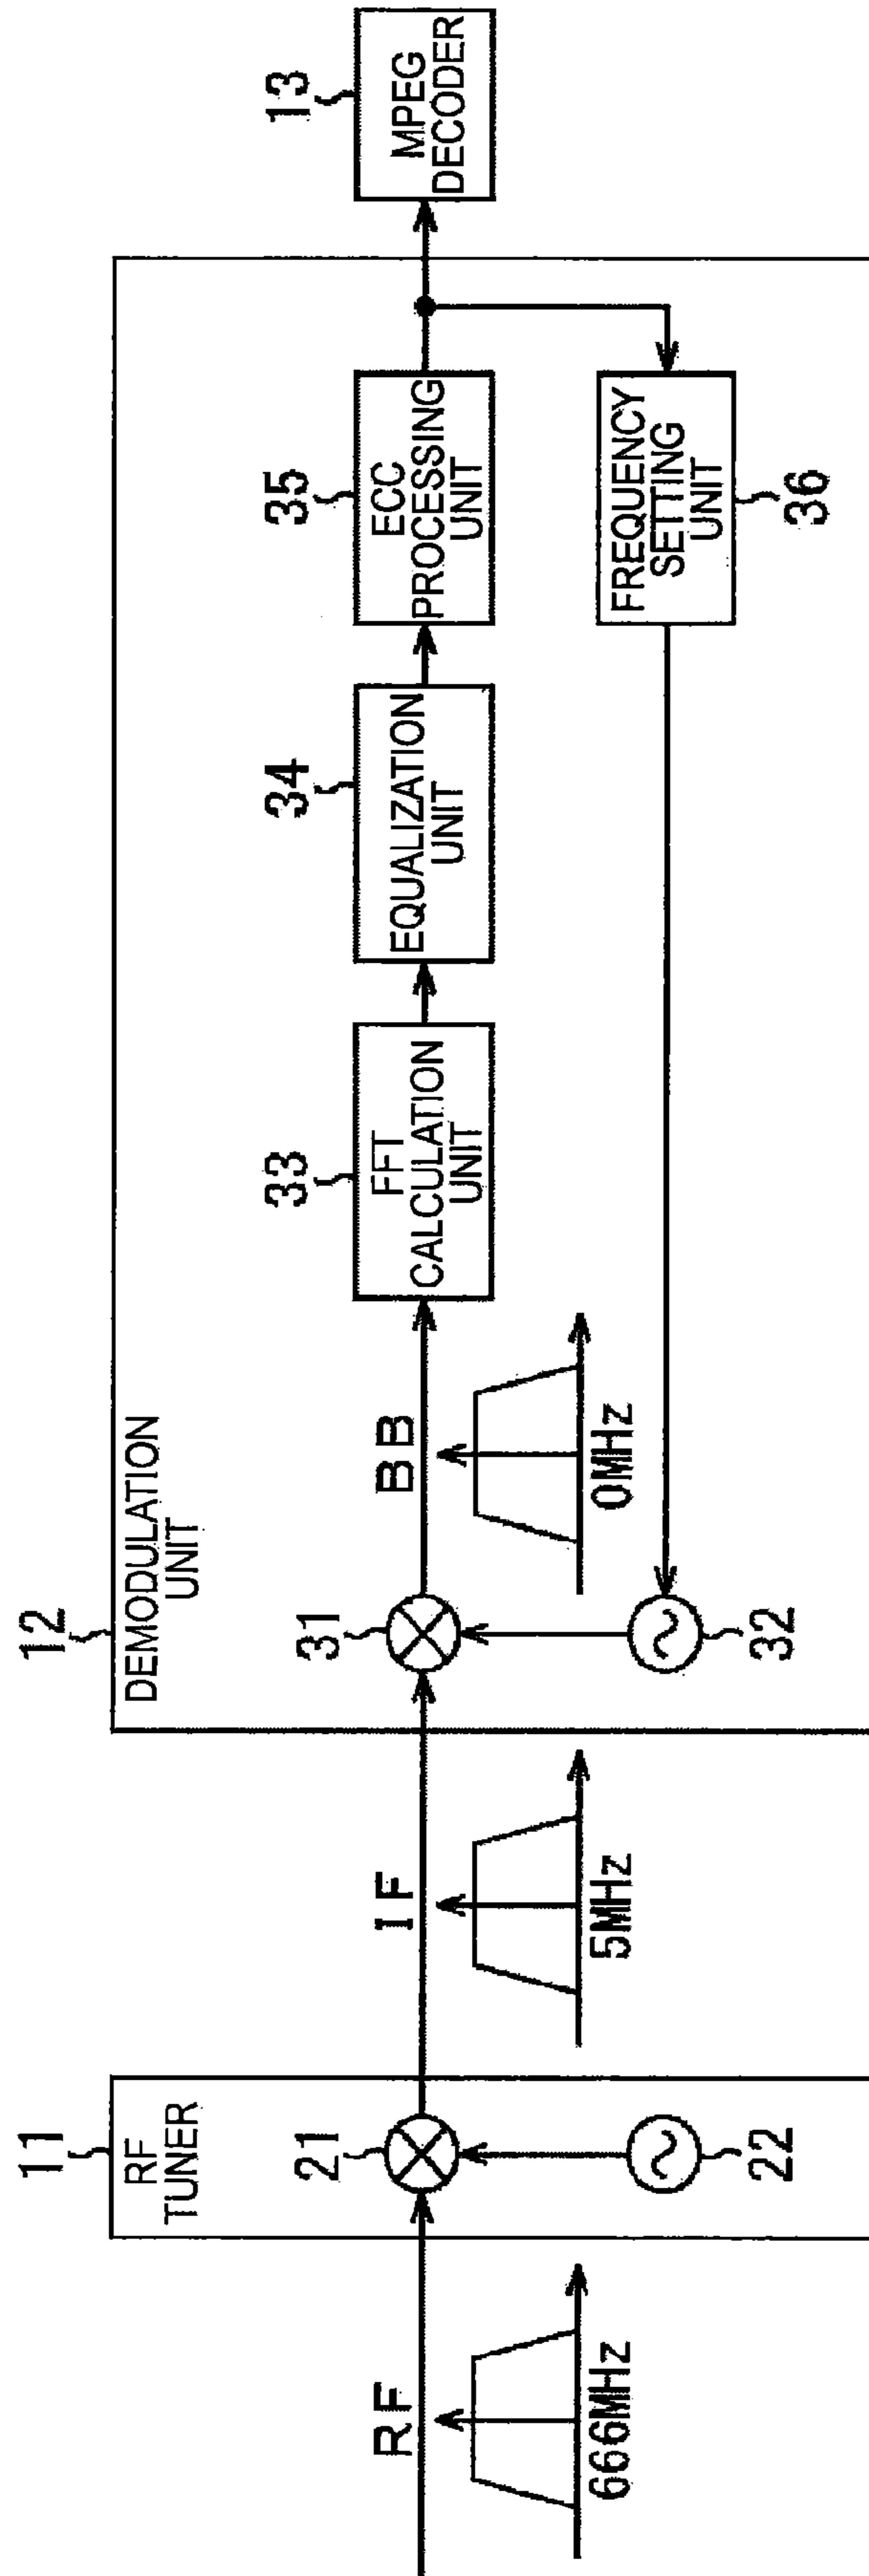 11
RF
TUNER
12
DEMODULATION
UNIT
21
22
31
32
33
FFT
CALCULATION
UNIT
34
EQUALIZATION
UNIT
35
ECC
PROCESSING
UNIT
13
MPEG
DECODER
FREQUENCY
SETTING
UNIT
36
RF
666MHz
IF
5MHz
BB
0MHz